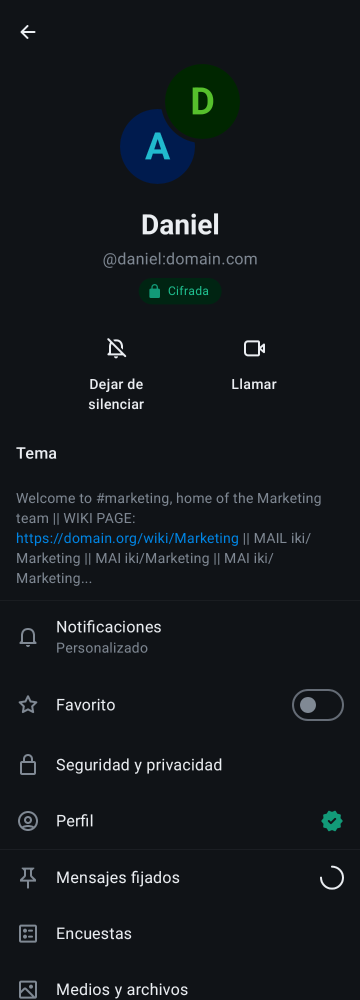 D
A
Daniel
@daniel:domain.com
Cifrada
Dejar de
silenciar
Llamar
Tema
Welcome to #marketing, home of the Marketing
team || WIKI PAGE:
https://domain.org/wiki/Marketing || MAIL iki/
Marketing || MAI iki/Marketing || MAI iki/
Marketing...
Notificaciones
Personalizado
Favorito
Seguridad y privacidad
Perfil
Mensajes fijados
Encuestas
Medios y archivos